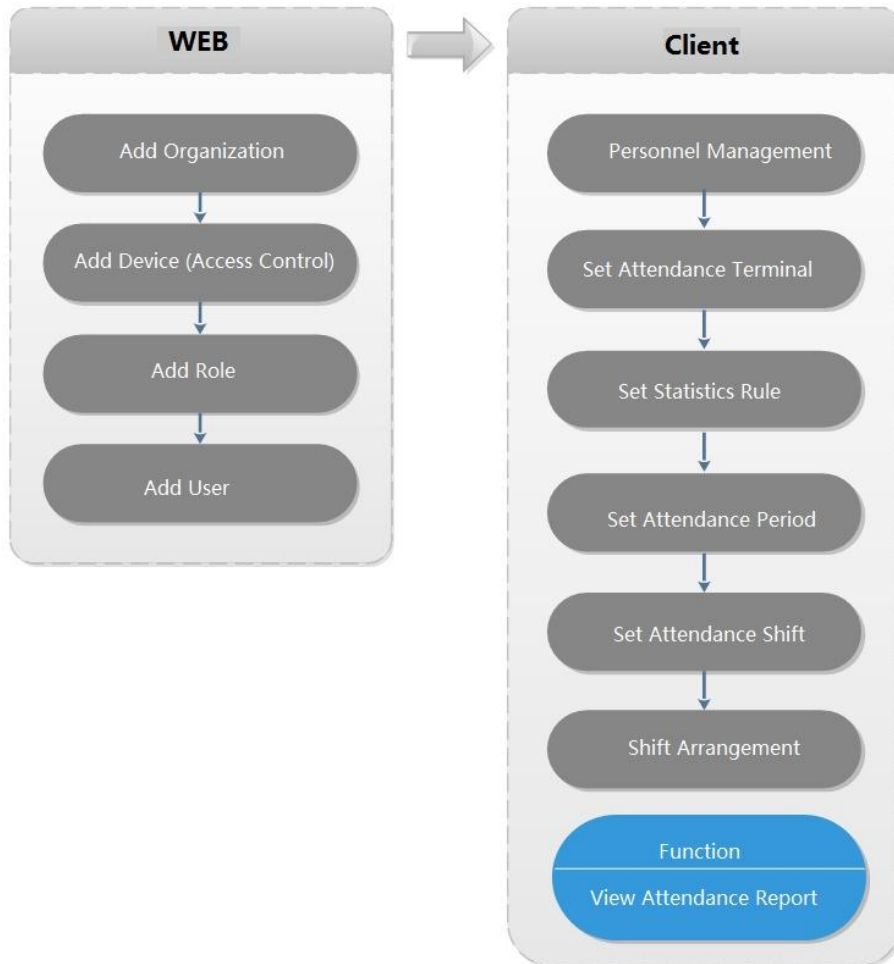 WEB
Add Organization
Add Device (Access Control)
Add Role
Add User
Client
Personnel Management
Set Attendance Terminal
Set Statistics Rule
Set Attendance Period
Set Attendance Shift
Shift Arrangement
Function
View Attendance Report